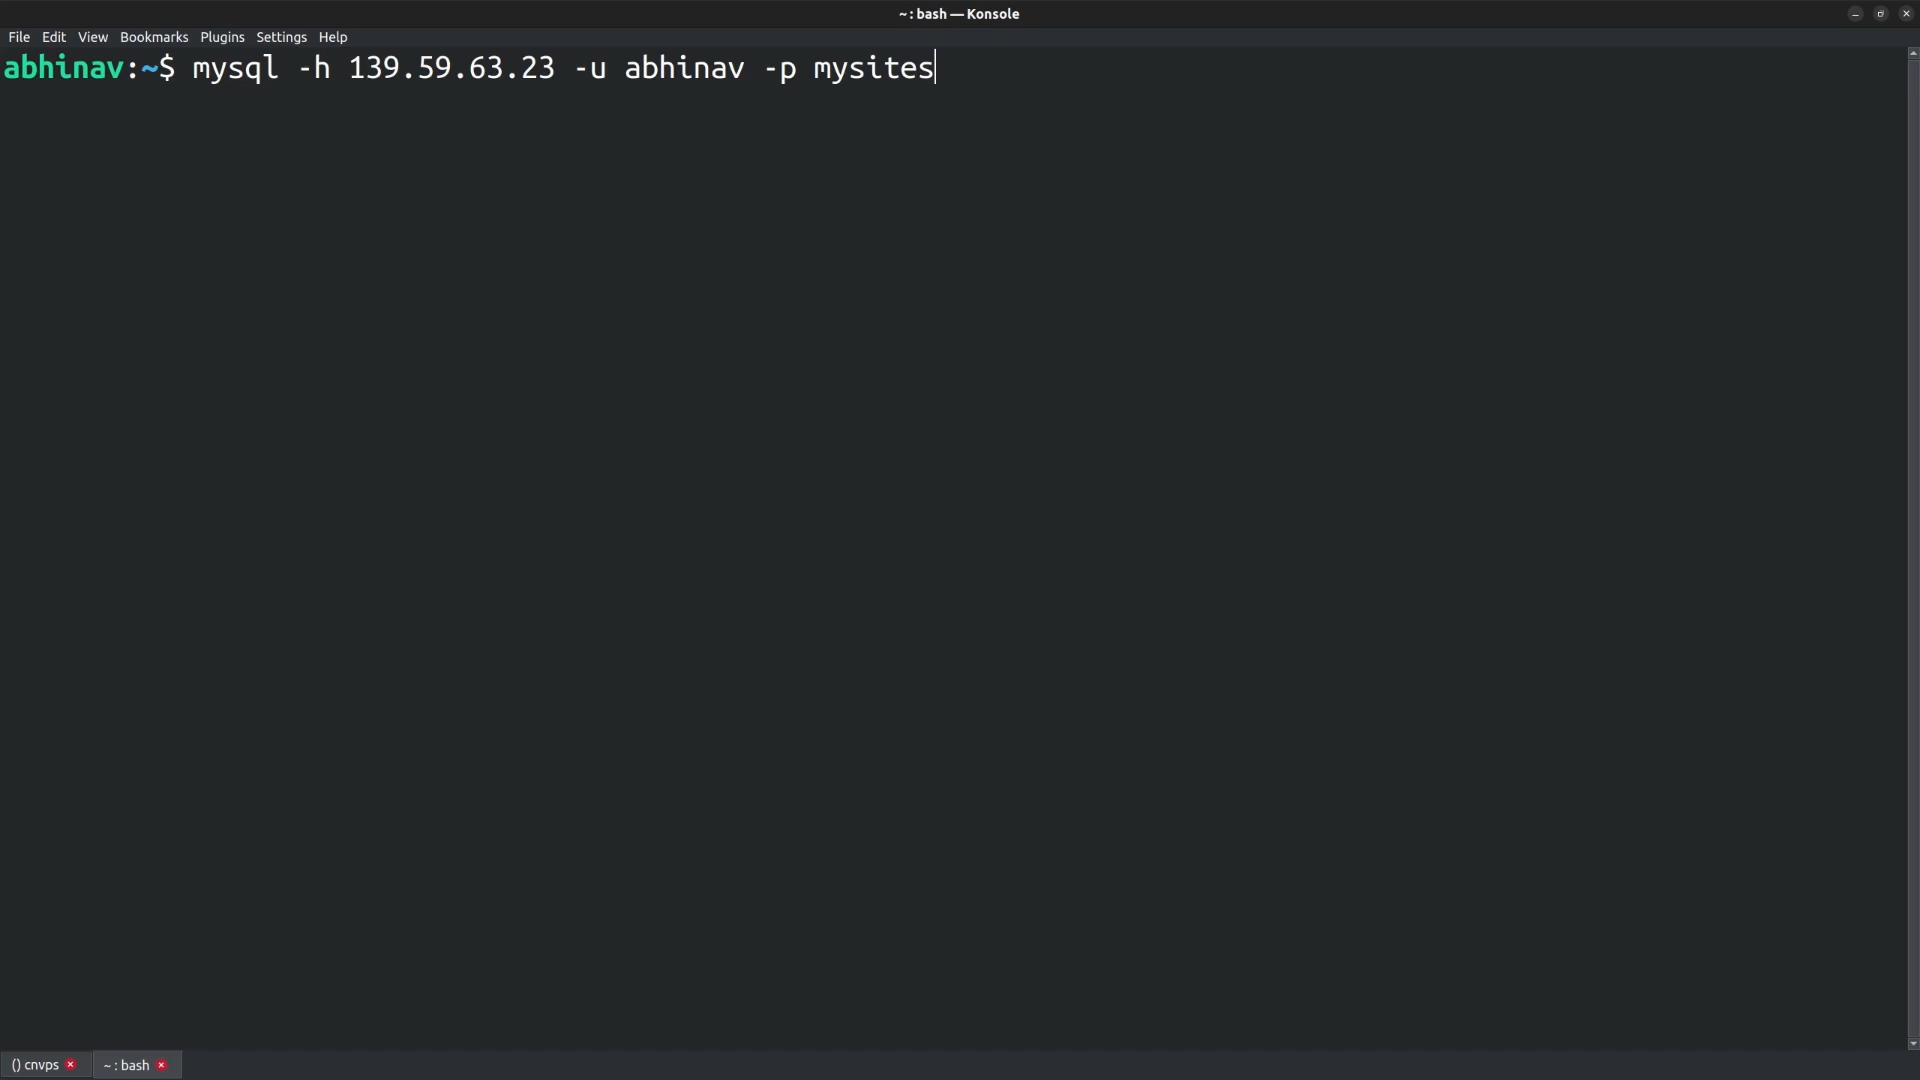 ~ : bash — Konsole
File Edit View Bookmarks Plugins Settings Help
abhinav:~$ mysql -h 139.59.63.23 -u abhinav -p mysites
() cnvps ~ : bash